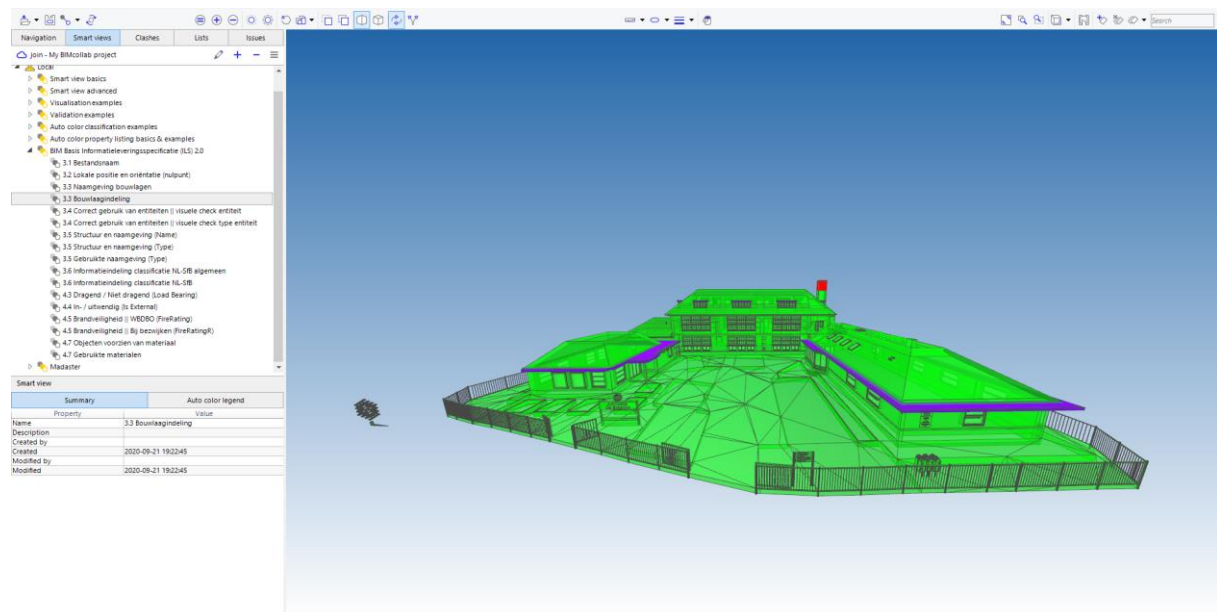 Search
Navigation Smart views Clashes Lists Issues
join - My BIMcollab project
Local
Smart view basics
Smart view advanced
Visualisation examples
Validation examples
Auto color classification examples
Auto color property listing basics & examples
BIM Basis Informatieleveringsspecificatie (ILS) 2.0
3.1 Bestandsnaam
3.2 Lokale positie en oriëntatie (nulpunt)
3.3 Naamgeving bouwlagen
3.3 Bouwlaagindeling
3.4 Correct gebruik van entiteiten || visuele check entiteit
3.4 Correct gebruik van entiteiten || visuele check type entiteit
3.5 Structuur en naamgeving (Name)
3.5 Structuur en naamgeving (Type)
3.5 Gebruikte naamgeving (Type)
3.6 Informatieindeling classificatie NL-SfB algemeen
3.6 Informatieindeling classificatie NL-SfB
4.3 Dragend / Niet dragend (Load Bearing)
4.4 In- / uitwendig (Is External)
4.5 Brandveiligheid || WBDBO (FireRating)
4.5 Brandveiligheid || Bij bezwijken (FireRatingR)
4.7 Objecten voorzien van materiaal
4.7 Gebruikte materialen
Madaster
Smart view
Summary Auto color legend
Property Value
Name 3.3 Bouwlaagindeling
Description
Created by
Created 2020-09-21 19:22:45
Modified by
Modified 2020-09-21 19:22:45